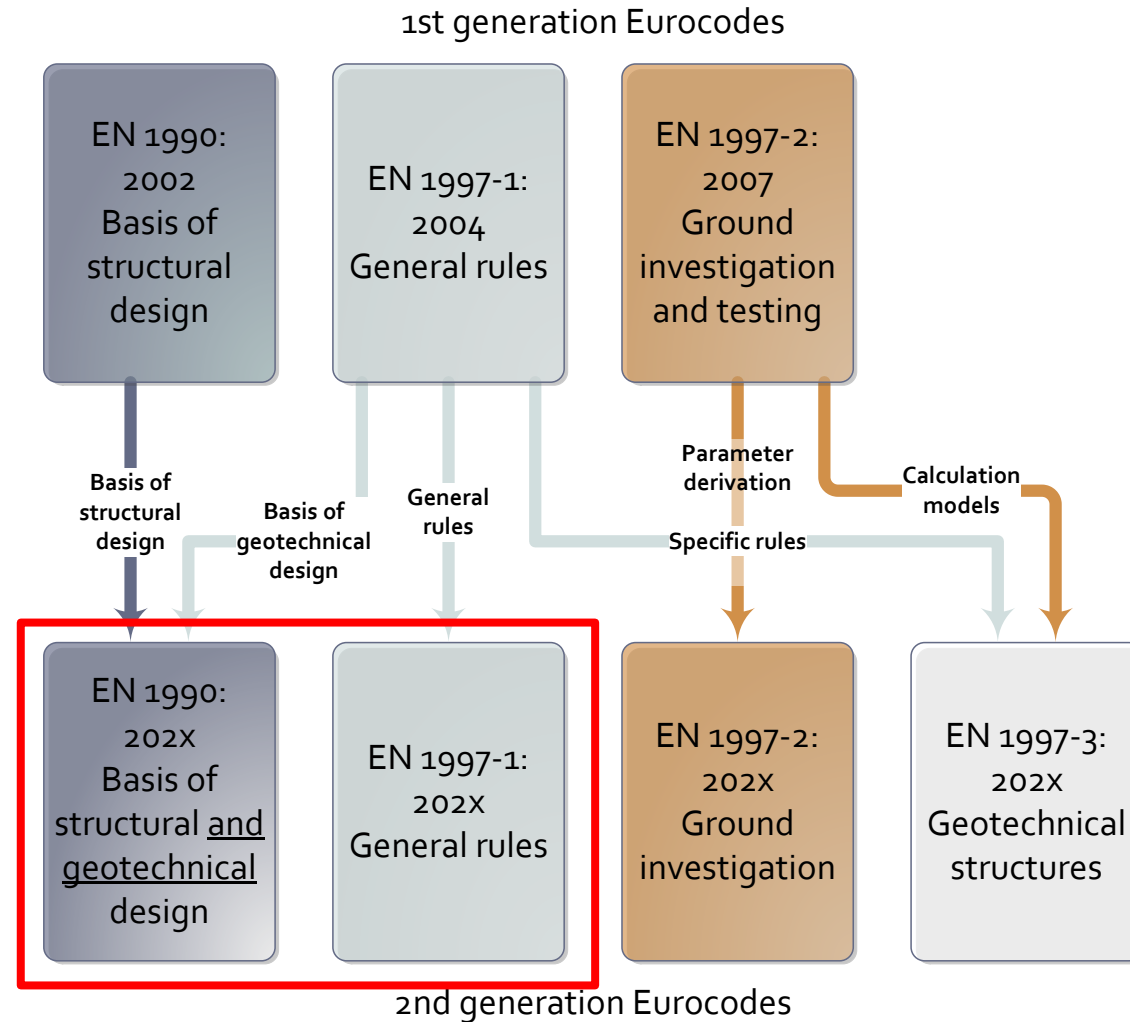 1st generation Eurocodes
EN 1990:
2002
Basis of
structural
design
EN 1997-1:
2004
General rules
EN 1997-2:
2007
Ground
investigation
and testing
Basis of
structural
design
Basis of
geotechnical
design
General
rules
Parameter
derivation
Specific rules
Calculation
models
EN 1990:
202X
Basis of
structural and
geotechnical
design
EN 1997-1:
202X
General rules
EN 1997-2:
202X
Ground
investigation
EN 1997-3:
202X
Geotechnical
structures
2nd generation Eurocodes